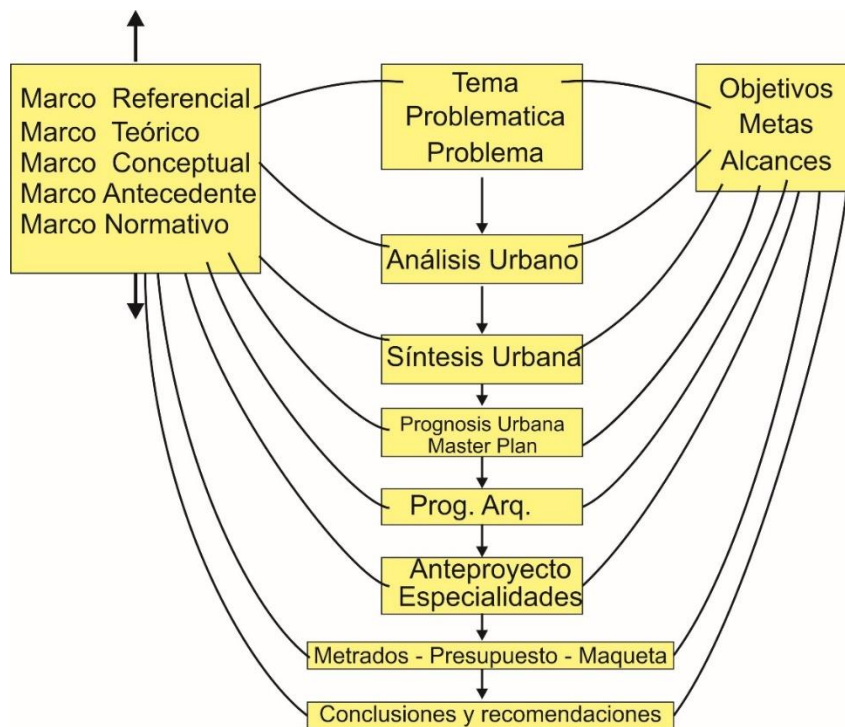 Marco Referencial
Marco Teórico
Marco Conceptual
Marco Antecedente
Marco Normativo
Tema
Problematica
Problema
Objetivos
Metas
Alcances
Análisis Urbano
Síntesis Urbana
Prognosis Urbana
Master Plan
Prog. Arq.
Anteproyecto
Especialidades
Metrados - Presupuesto - Maqueta
Conclusiones y recomendaciones